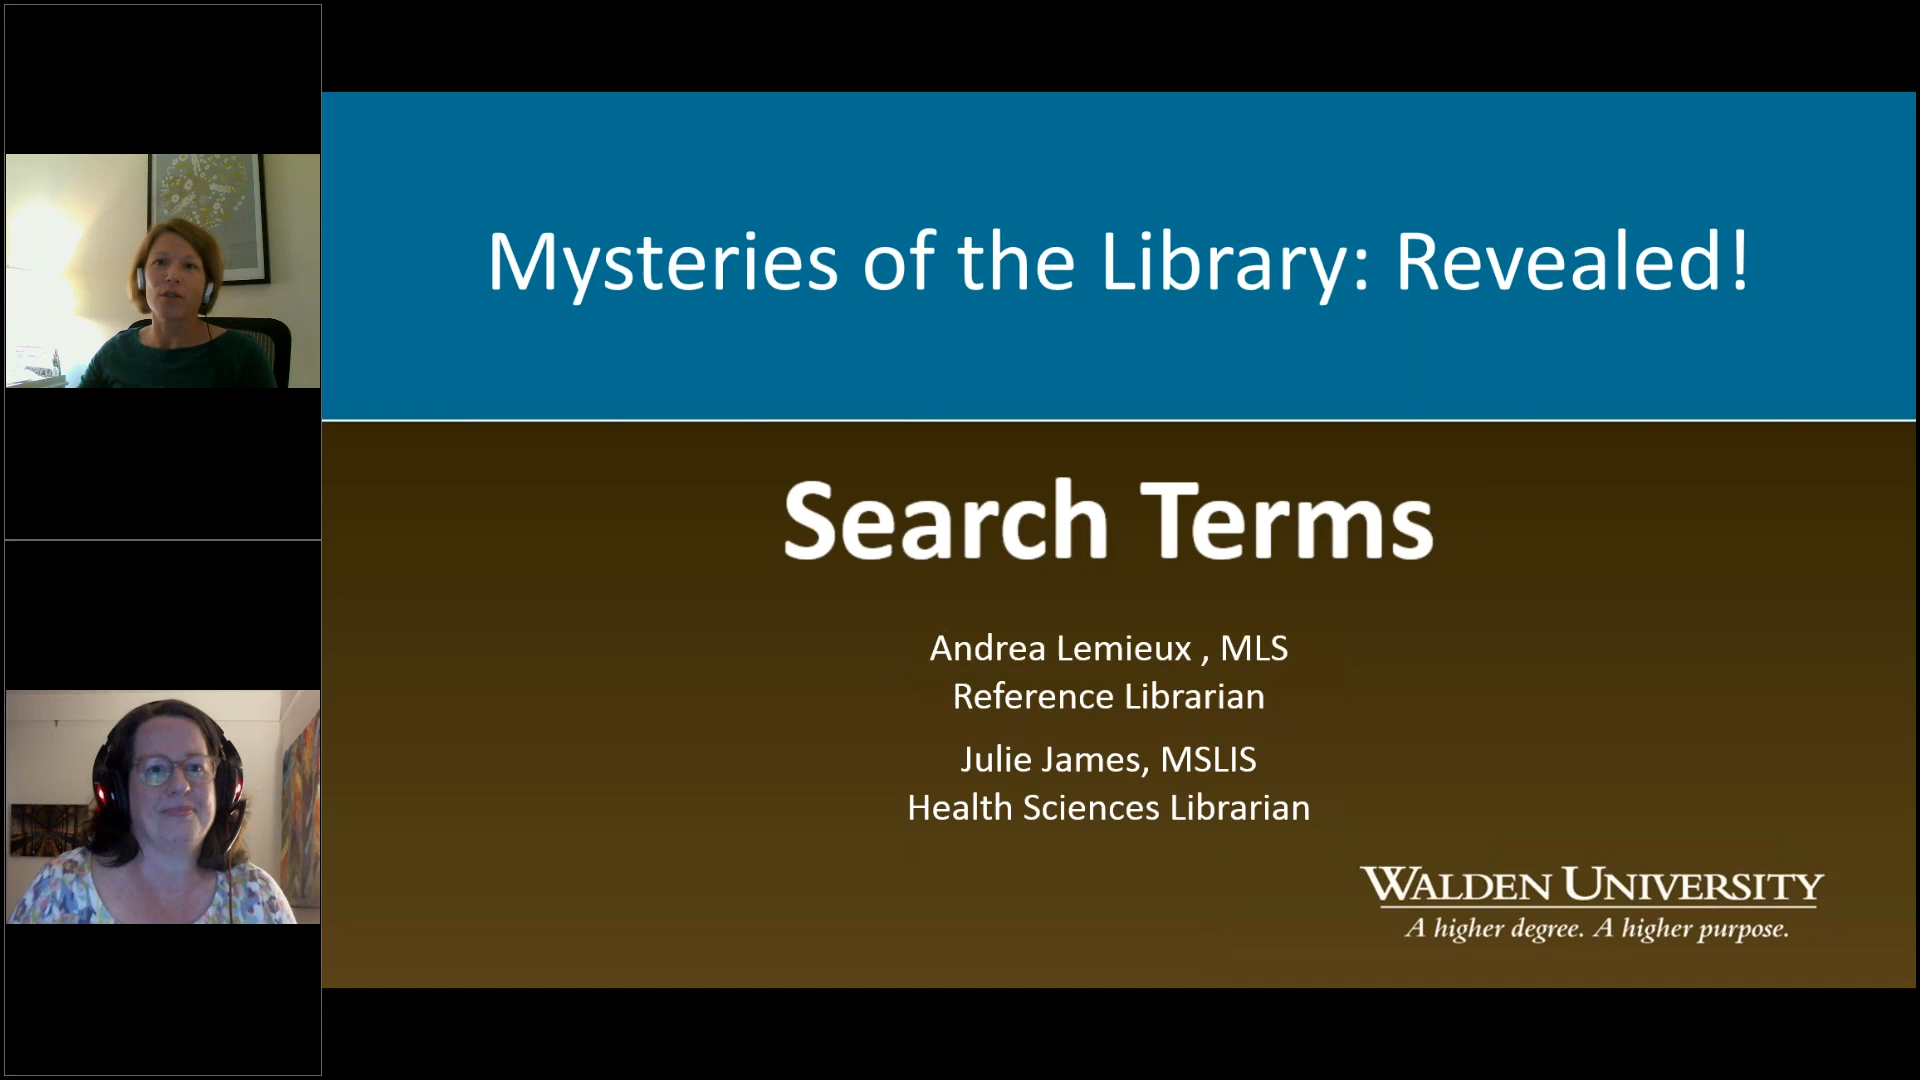 Mysteries of the Library: Revealed!
Search Terms
Andrea Lemieux , MLS
Reference Librarian
Julie James, MSLIS
Health Sciences Librarian
WALDEN UNIVERSITY
A higher degree. A higher purpose.